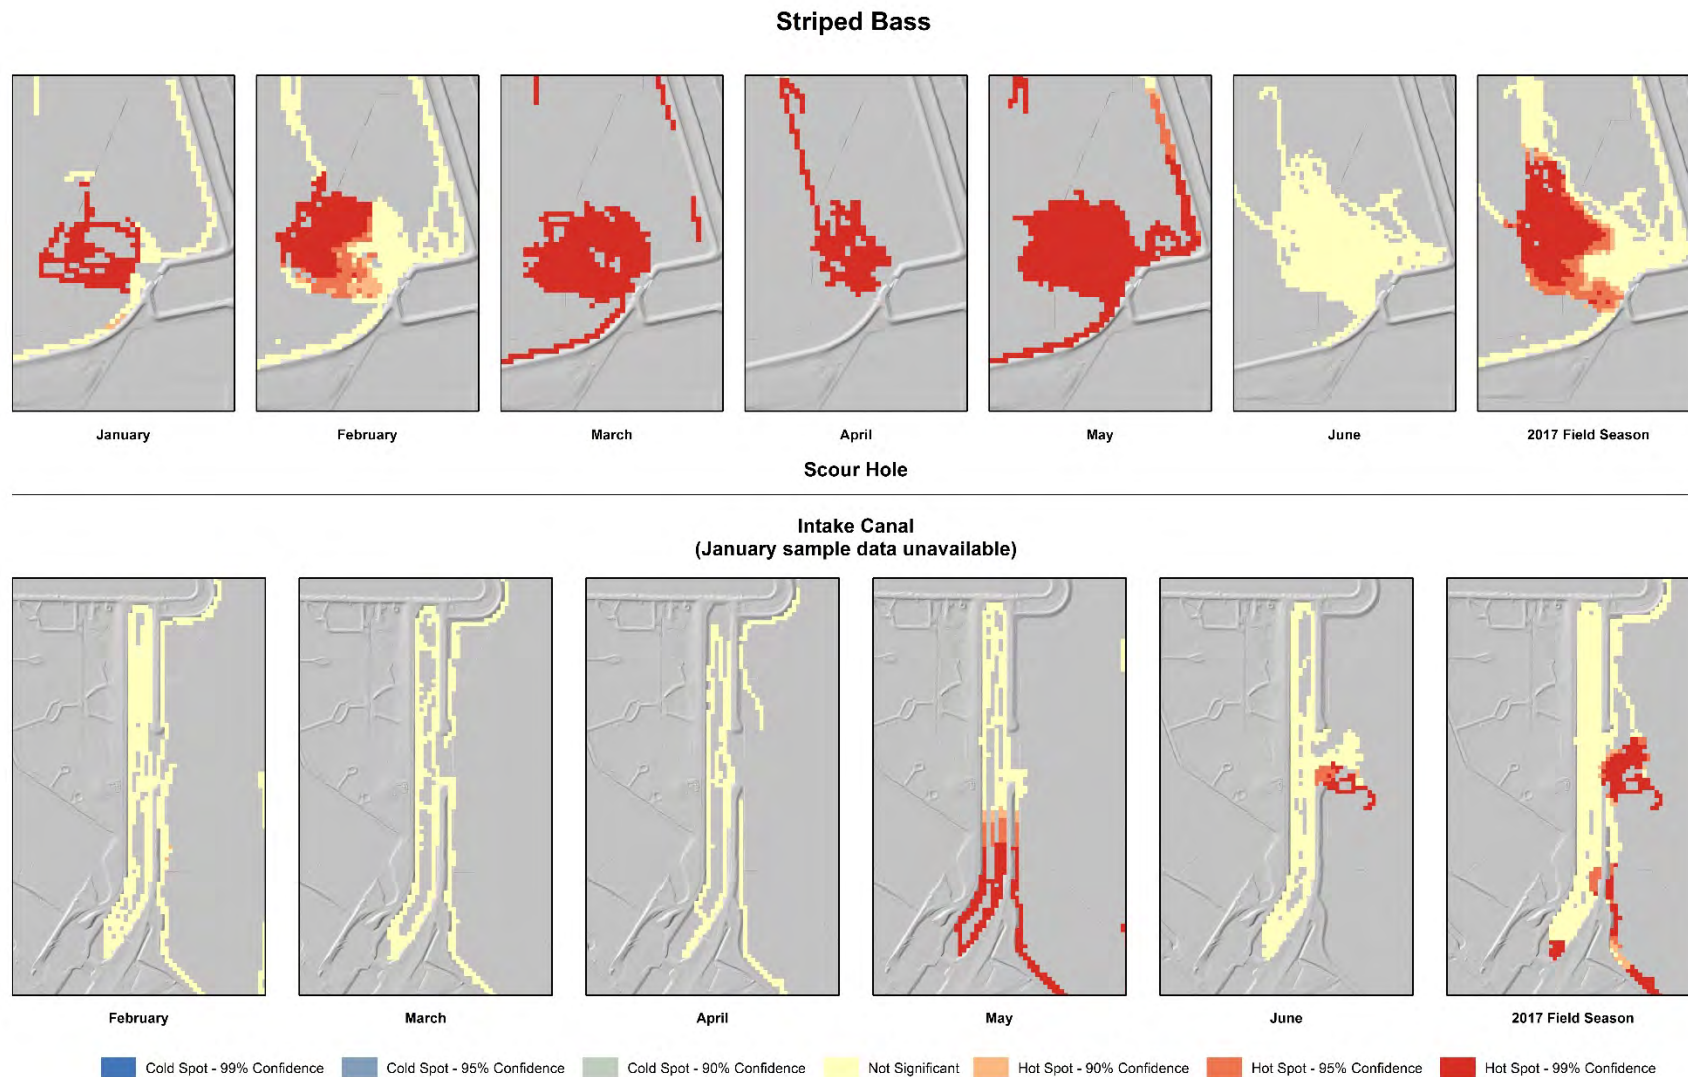 Striped Bass
January
February
March
April
May
June
2017 Field Season
Scour Hole
Intake Canal
(January sample data unavailable)
February
March
April
May
June
2017 Field Season
Cold Spot - 99% Confidence
Cold Spot - 95% Confidence
Cold Spot - 90% Confidence
Not Significant
Hot Spot - 90% Confidence
Hot Spot - 95% Confidence
Hot Spot - 99% Confidence